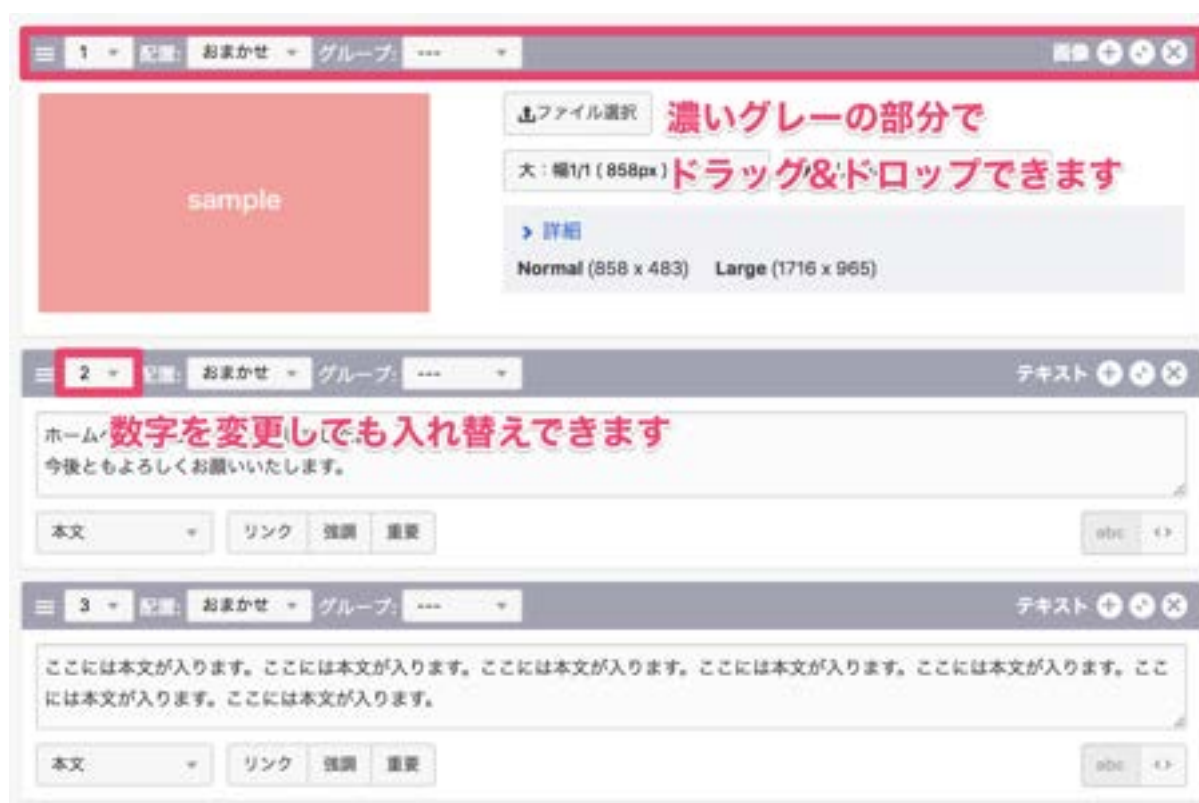 1 配置: おまかせ グループ: --- 画像
sample
ファイル選択
濃いグレーの部分で
大：幅1/1 ( 858px )
ドラッグ&ドロップできます
詳細
Normal (858 x 483) Large (1716 x 965)
2 配置: おまかせ グループ: --- テキスト
ホーム
数字を変更しても入れ替えできます
今後ともよろしくお願いいたします。
本文 リンク 強調 重要 abc <>
3 配置: おまかせ グループ: --- テキスト
ここには本文が入ります。ここには本文が入ります。ここには本文が入ります。ここには本文が入ります。ここには本文が入ります。ここ
には本文が入ります。ここには本文が入ります。
本文 リンク 強調 重要 abc <>